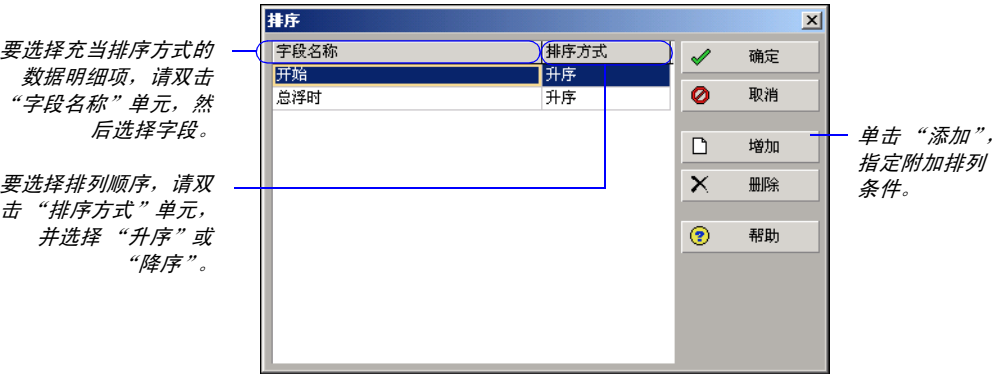 排序
要选择充当排序方式的
数据明细项，请双击
“字段名称”单元，然
后选择字段。
要选择排列顺序，请双
击 “排序方式”单元，
并选择 “升序”或
“降序”。
字段名称 排序方式
开始 升序
总浮时 升序
确定
取消
增加
删除
帮助
单击 “添加”，
指定附加排列
条件。